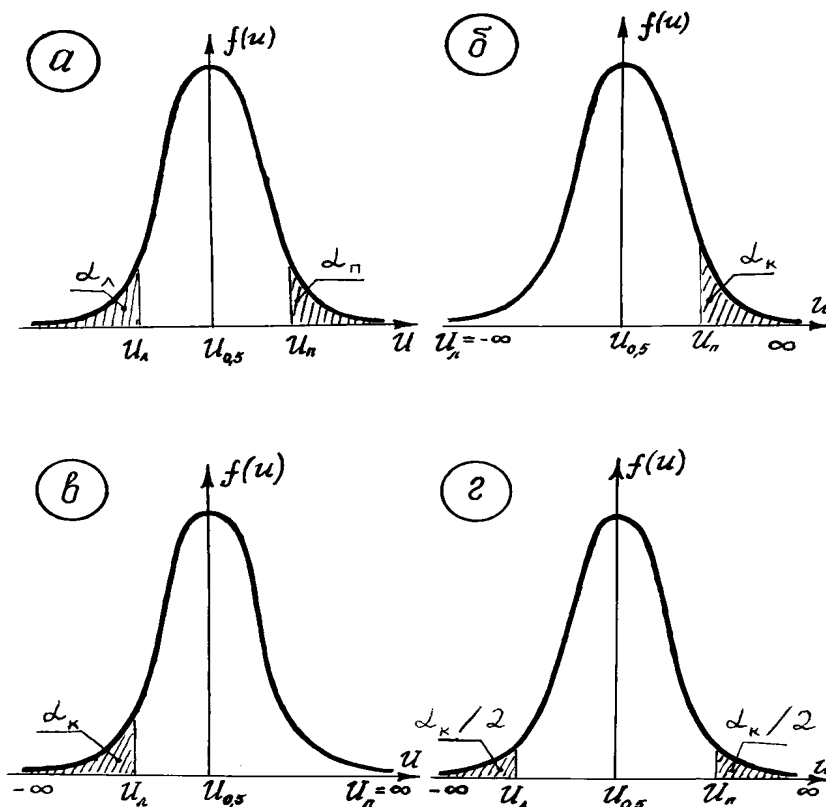 а
f(u)
α_л
α_п
u_л
u_0,5
u_п
u
б
f(u)
α_к
u_л = -∞
u_0,5
u_п
∞
u
в
f(u)
α_к
-∞
u_л
u_0,5
u_п = ∞
u
г
f(u)
α_к/2
α_к/2
-∞
u_л
u_0,5
u_п
∞
u